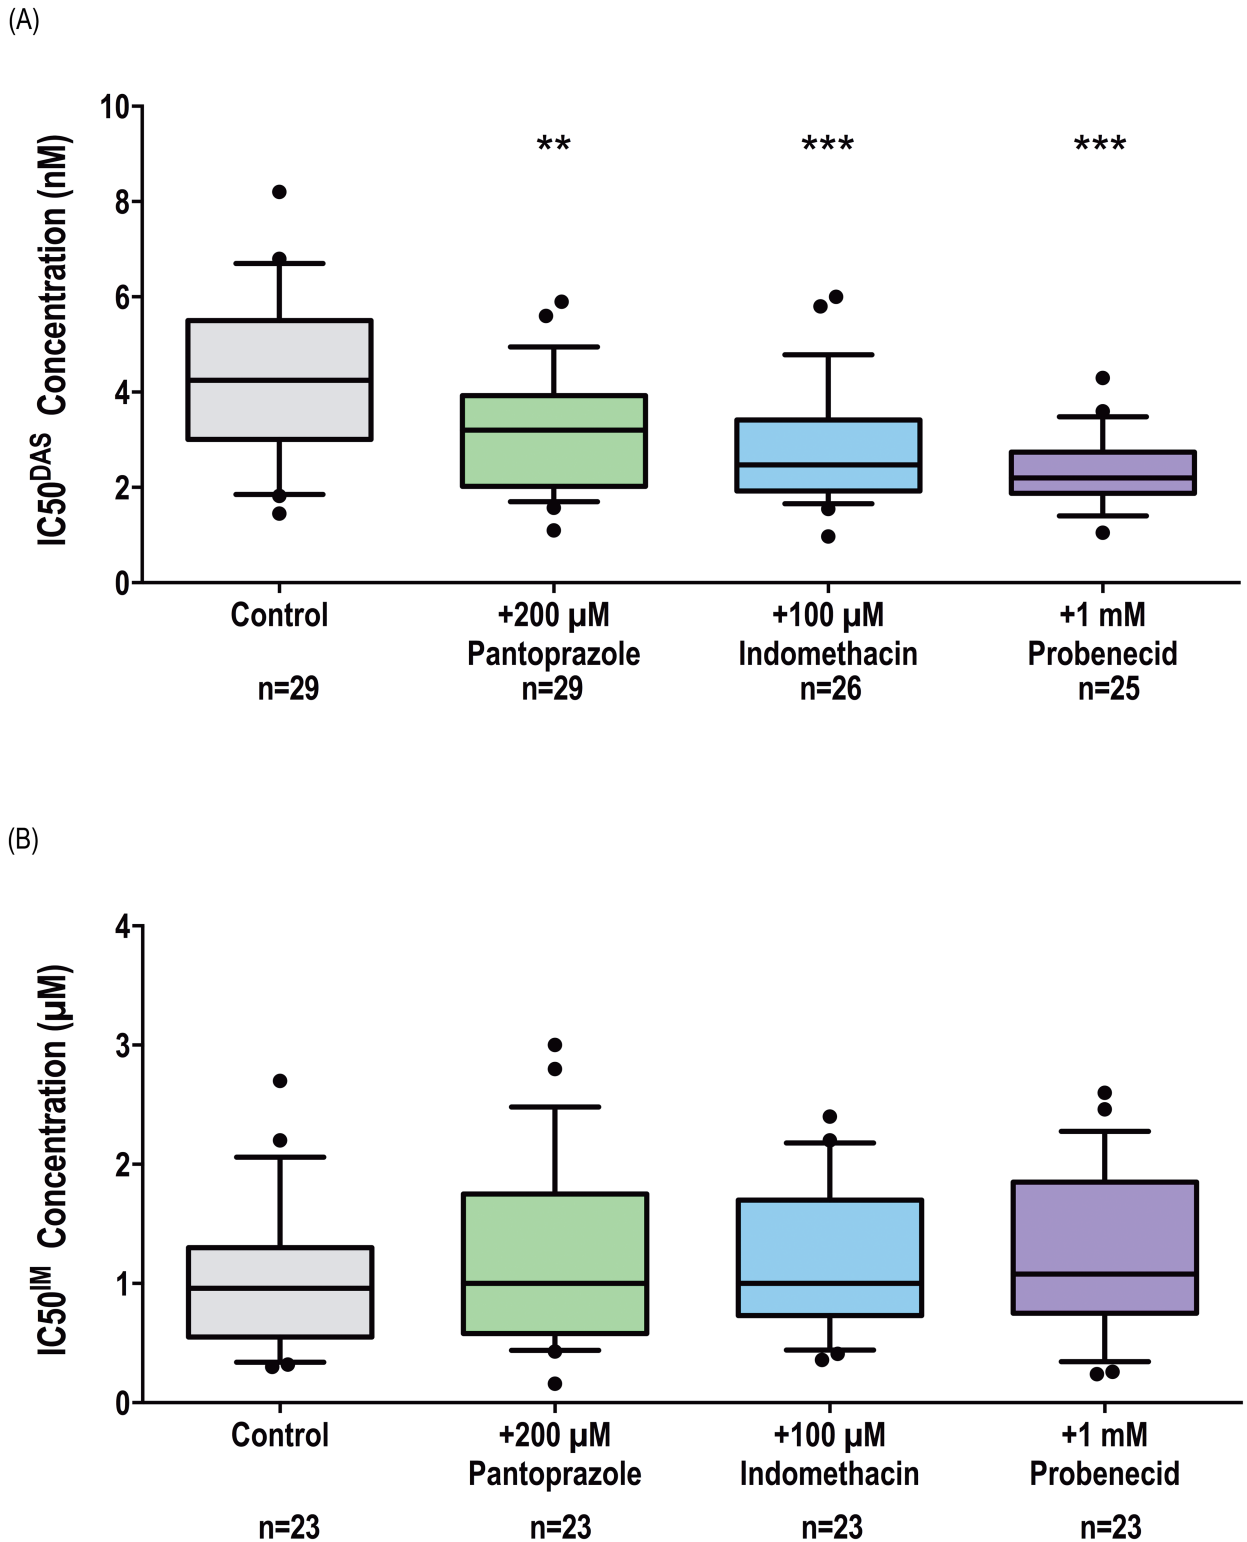 (A)
10
8
6
4
2
0
IC50DAS Concentration (nM)
** *** ***
Control +200 µM +100 µM +1 mM
Pantoprazole Indomethacin Probenecid
n=29 n=29 n=26 n=25
(B)
4
3
2
1
0
IC50IM Concentration (µM)
Control +200 µM +100 µM +1 mM
Pantoprazole Indomethacin Probenecid
n=23 n=23 n=23 n=23